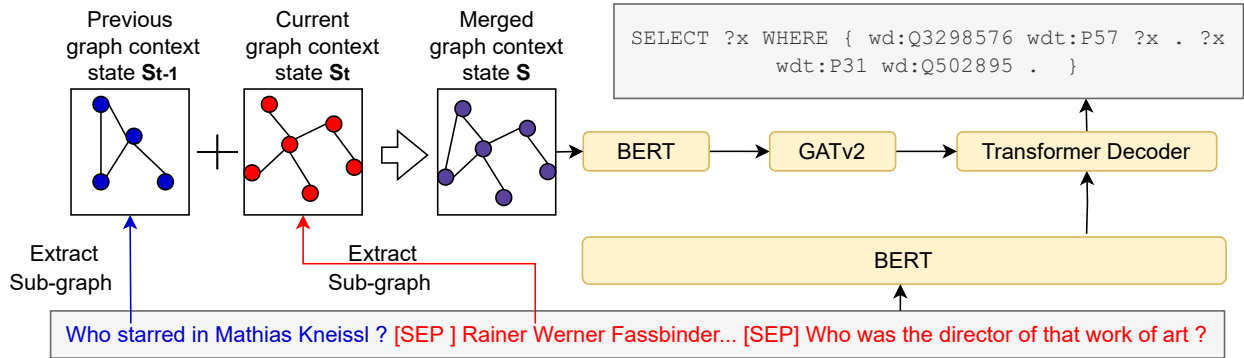 Previous
graph context
state St-1
Current
graph context
state St
Merged
graph context
state S
SELECT ?x WHERE { wd:Q3298576 wdt:P57 ?x . ?x
wdt:P31 wd:Q502895 . }
BERT
GATv2
Transformer Decoder
Extract
Sub-graph
Extract
Sub-graph
BERT
Who starred in Mathias Kneissl ? [SEP ] Rainer Werner Fassbinder... [SEP] Who was the director of that work of art ?